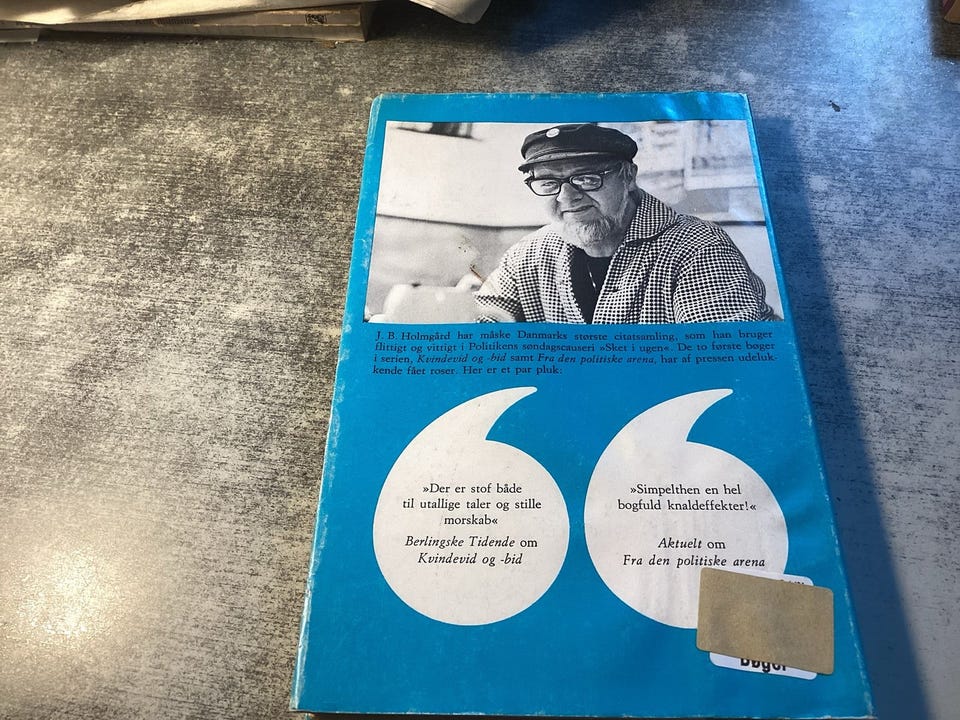 J. B. Holmgård har måske Danmarks største citatsamling, som han bruger
flittigt og vittigt i Politikens søndagscauseri »Sket i ugen«. De to første bøger
i serien, Kvindevid og -bid samt Fra den politiske arena, har af pressen udeluk-
kende fået roser. Her er et par pluk:
»Der er stof både
til utallige taler og stille
morskab«
Berlingske Tidende om
Kvindevid og -bid
»Simpelthen en hel
bogfuld knaldeffekter!«
Aktuelt om
Fra den politiske arena
Bøger